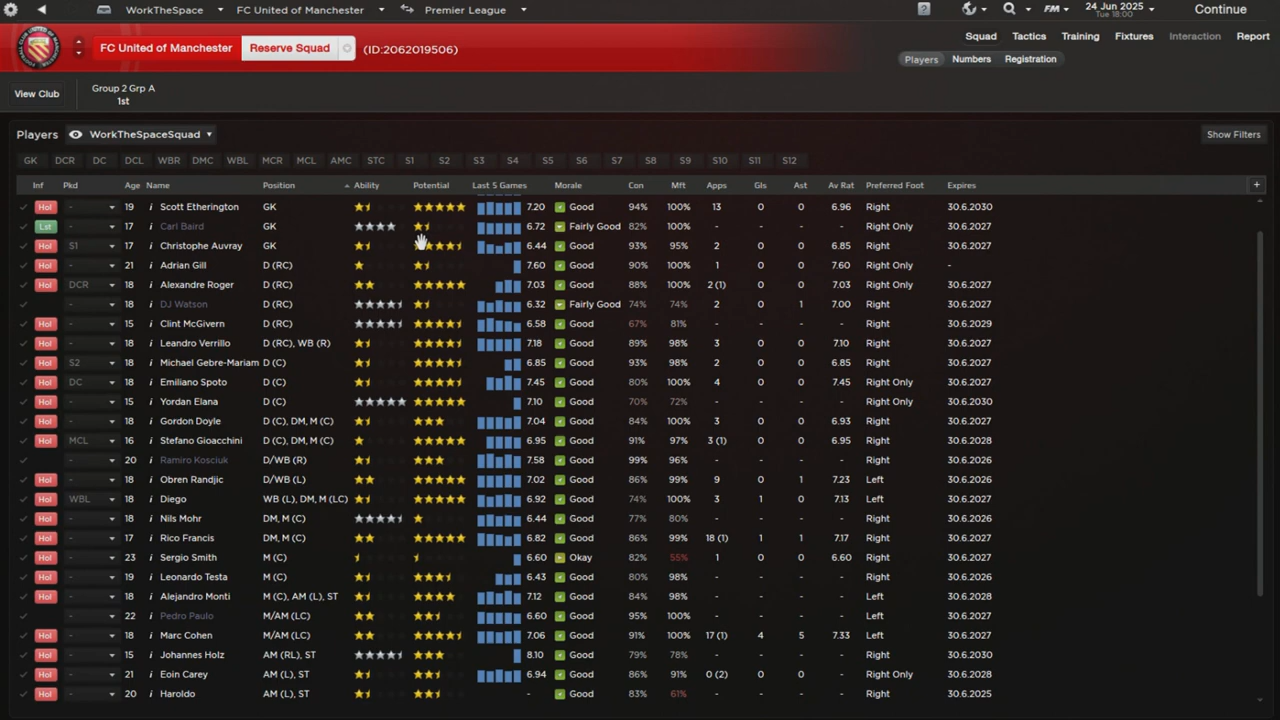 WorkTheSpace FC United of Manchester Premier League ? FM 24 Jun 2025 Tue 18:00 Continue
FC United of Manchester Reserve Squad (ID:2062019506) Squad Tactics Training Fixtures Interaction Report
Players Numbers Registration
View Club Group 2 Grp A
1st
Players WorkTheSpaceSquad Show Filters
GK DCR DC DCL WBR DMC WBL MCR MCL AMC STC S1 S2 S3 S4 S5 S6 S7 S8 S9 S10 S11 S12
Inf Pkd Age Name Position Ability Potential Last 5 Games Morale Con Mft Apps Gls Ast Av Rat Preferred Foot Expires +
Hol - 19 i Scott Etherington GK 7.20 Good 94% 100% 13 0 0 6.96 Right 30.6.2030
Lst - 17 i Carl Baird GK 6.72 Fairly Good 82% 100% - - - - Right Only 30.6.2027
Hol S1 17 i Christophe Auvray GK 6.44 Good 93% 95% 2 0 0 6.85 Right 30.6.2027
- 21 i Adrian Gill D (RC) 7.60 Good 90% 100% 1 0 0 7.60 Right Only -
Hol DCR 18 i Alexandre Roger D (RC) 7.03 Good 88% 100% 2 (1) 0 0 7.03 Right Only 30.6.2027
- 18 i DJ Watson D (RC) 6.32 Fairly Good 74% 74% 2 0 1 7.00 Right 30.6.2027
Hol - 15 i Clint McGivern D (RC) 6.58 Good 67% 81% - - - - Right 30.6.2029
Hol - 18 i Leandro Verrillo D (RC), WB (R) 7.18 Good 89% 98% 3 0 0 7.10 Right 30.6.2027
Hol S2 18 i Michael Gebre-Mariam D (C) 6.85 Good 93% 98% 2 0 0 6.85 Right 30.6.2027
Hol DC 18 i Emiliano Spoto D (C) 7.45 Good 80% 100% 4 0 0 7.45 Right Only 30.6.2027
Hol - 15 i Yordan Elana D (C) 7.10 Good 70% 72% - - - - Right Only 30.6.2030
Hol - 18 i Gordon Doyle D (C), DM, M (C) 7.04 Good 84% 100% 3 0 0 6.93 Right 30.6.2027
Hol MCL 16 i Stefano Gioacchini D (C), DM, M (C) 6.95 Good 91% 97% 3 (1) 0 0 6.95 Right 30.6.2028
- 20 i Ramiro Kosciuk D/WB (R) 7.58 Good 99% 96% - - - - Right 30.6.2026
Hol - 18 i Obren Randjic D/WB (L) 7.02 Good 86% 99% 9 0 1 7.23 Left 30.6.2026
Hol WBL 18 i Diego WB (L), DM, M (LC) 6.92 Good 74% 100% 3 1 0 7.13 Left 30.6.2027
Hol - 18 i Nils Mohr DM, M (C) 6.44 Good 77% 80% - - - - Right 30.6.2026
Hol - 17 i Rico Francis DM, M (C) 6.82 Good 86% 99% 18 (1) 1 1 7.17 Right 30.6.2027
Hol - 23 i Sergio Smith M (C) 6.60 Okay 82% 55% 1 0 0 6.60 Right 30.6.2027
Hol - 19 i Leonardo Testa M (C) 6.43 Good 80% 98% - - - - Right 30.6.2026
Hol - 18 i Alejandro Monti M (C), AM (L), ST 7.12 Good 84% 98% - - - - Left 30.6.2028
- 22 i Pedro Paulo M/AM (LC) 6.60 Good 95% 100% - - - - Left 30.6.2027
Hol - 18 i Marc Cohen M/AM (LC) 7.06 Good 91% 100% 17 (1) 4 5 7.33 Left 30.6.2027
Hol - 15 i Johannes Holz AM (RL), ST 8.10 Good 79% 78% - - - - Right 30.6.2030
Hol - 21 i Eoin Carey AM (L), ST 6.94 Good 86% 91% 0 (2) 0 0 - Right Only 30.6.2028
Hol - 20 i Haroldo AM (L), ST - Good 83% 61% - - - - Right 30.6.2025